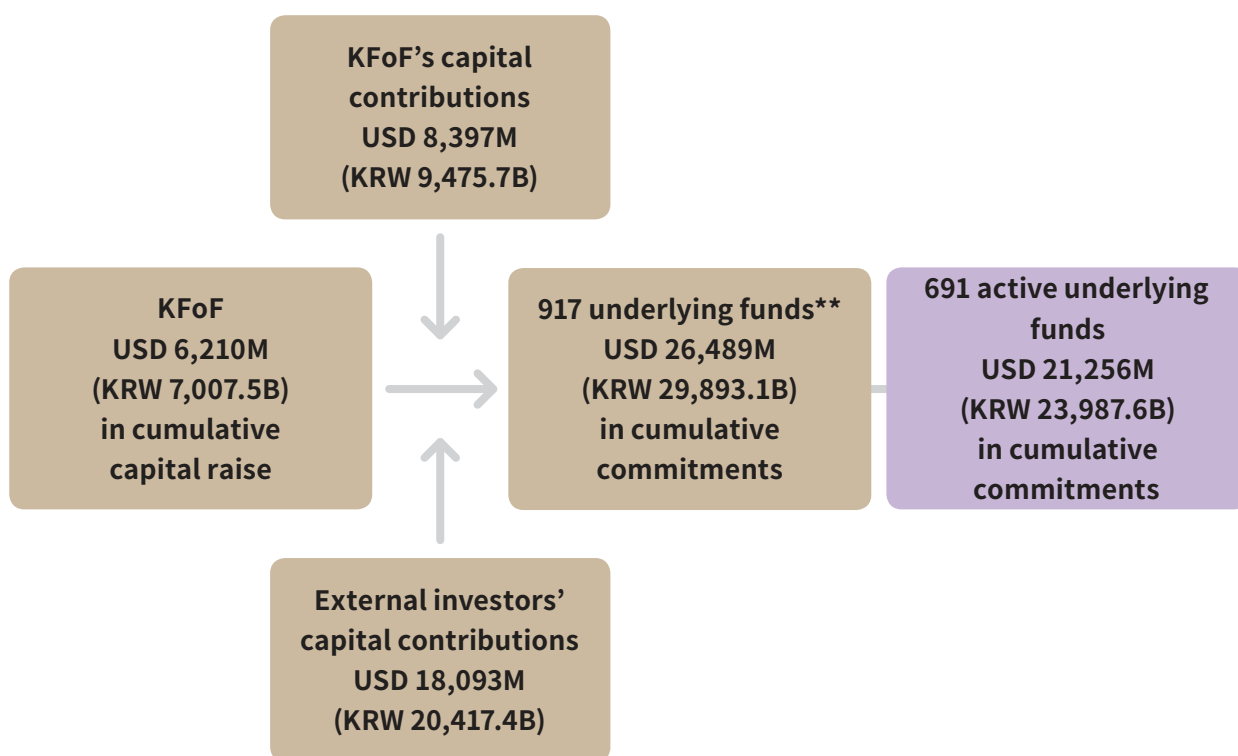 KFoF’s capital
contributions
USD 8,397M
(KRW 9,475.7B)
KFoF
USD 6,210M
(KRW 7,007.5B)
in cumulative
capital raise
917 underlying funds**
USD 26,489M
(KRW 29,893.1B)
in cumulative
commitments
691 active underlying
funds
USD 21,256M
(KRW 23,987.6B)
in cumulative
commitments
External investors’
capital contributions
USD 18,093M
(KRW 20,417.4B)